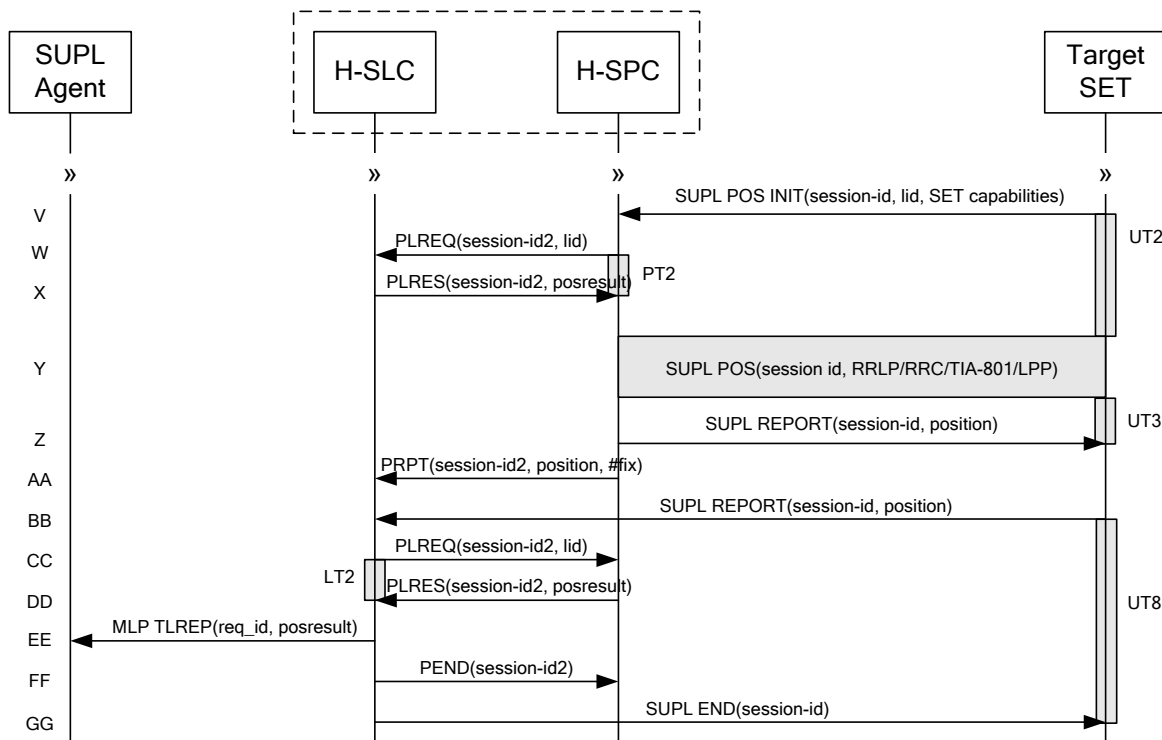 SUPL
Agent
H-SLC
H-SPC
Target
SET
»
»
»
»
V
SUPL POS INIT(session-id, lid, SET capabilities)
UT2
W
PLREQ(session-id2, lid)
PT2
X
PLRES(session-id2, posresult)
Y
SUPL POS(session id, RRLP/RRC/TIA-801/LPP)
Z
SUPL REPORT(session-id, position)
UT3
AA
PRPT(session-id2, position, #fix)
BB
SUPL REPORT(session-id, position)
CC
PLREQ(session-id2, lid)
LT2
DD
PLRES(session-id2, posresult)
UT8
EE
MLP TLREP(req_id, posresult)
FF
PEND(session-id2)
GG
SUPL END(session-id)